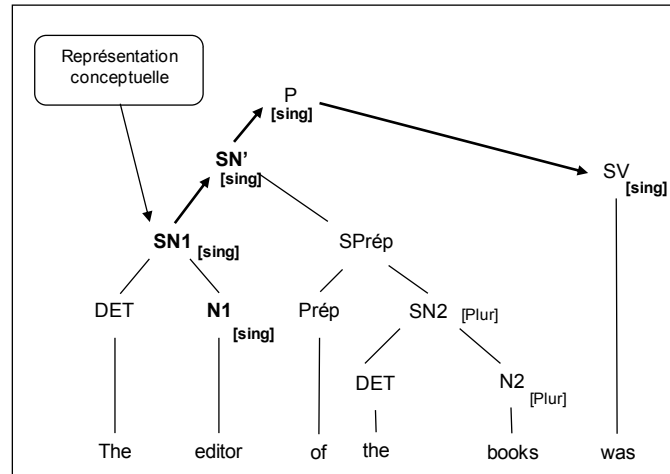 Représentation
conceptuelle
P
[sing]
SN'
[sing]
SV
[sing]
SN1 [sing]
SPrép
DET N1 Prép SN2 [Plur]
[sing]
DET N2 [Plur]
The editor of the books was